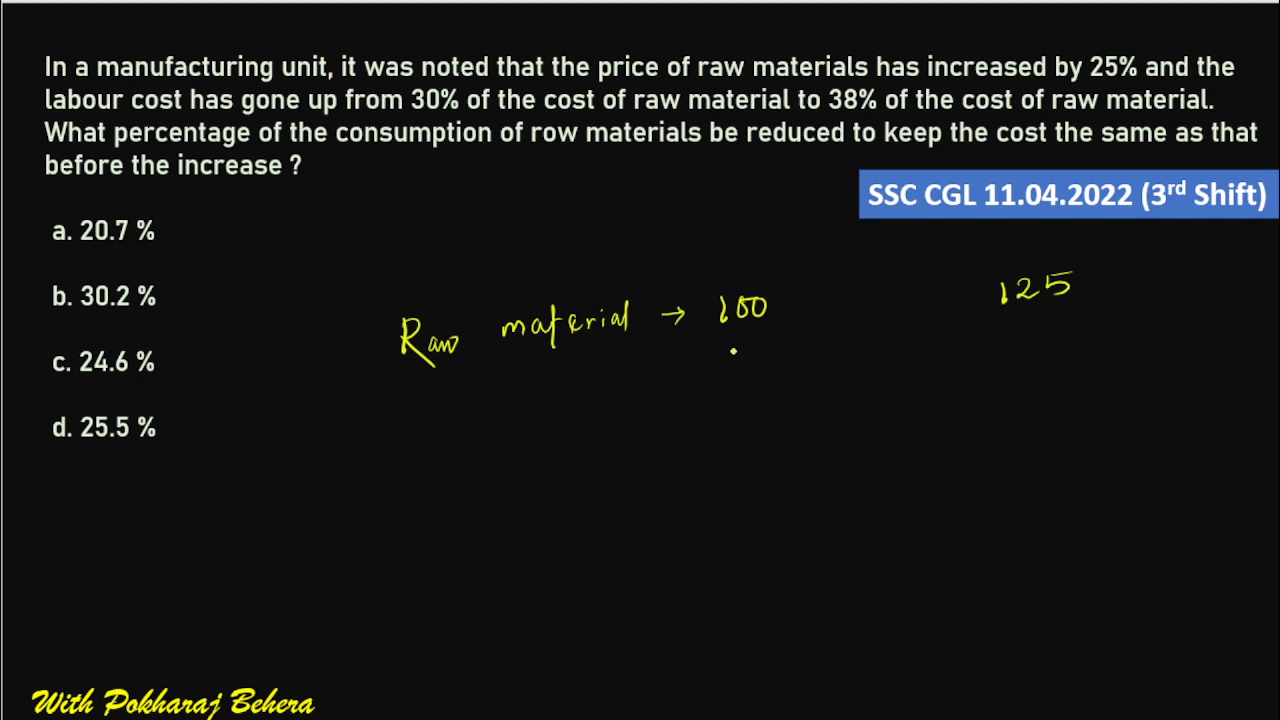 In a manufacturing unit, it was noted that the price of raw materials has increased by 25% and the
labour cost has gone up from 30% of the cost of raw material to 38% of the cost of raw material.
What percentage of the consumption of row materials be reduced to keep the cost the same as that
before the increase ?
SSC CGL 11.04.2022 (3rd Shift)
a. 20.7 %
b. 30.2 %
c. 24.6 %
d. 25.5 %
Raw material → 100 125
With Pokharaj Behera